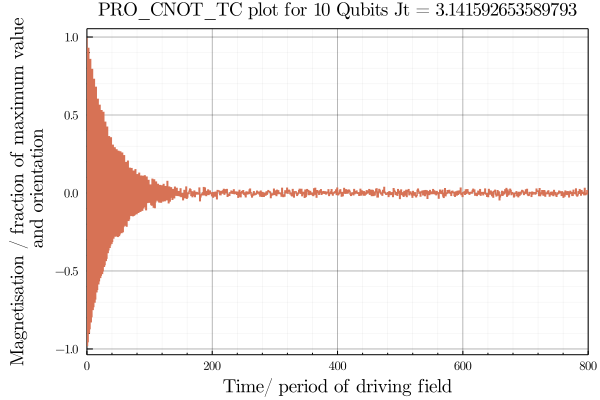 PRO_CNOT_TC plot for 10 Qubits Jt = 3.141592653589793
Magnetisation / fraction of maximum value
and orientation
1.0
0.5
0.0
−0.5
−1.0
0 200 400 600 800
Time/ period of driving field